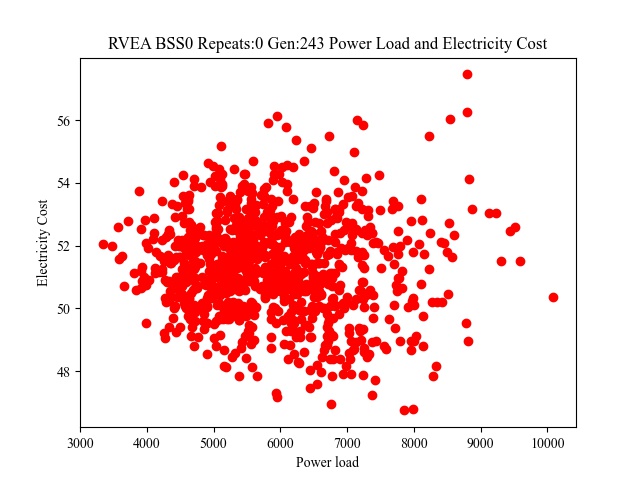 RVEA BSS0 Repeats:0 Gen:243 Power Load and Electricity Cost
56
54
52
50
48
Electricity Cost
3000 4000 5000 6000 7000 8000 9000 10000
Power load